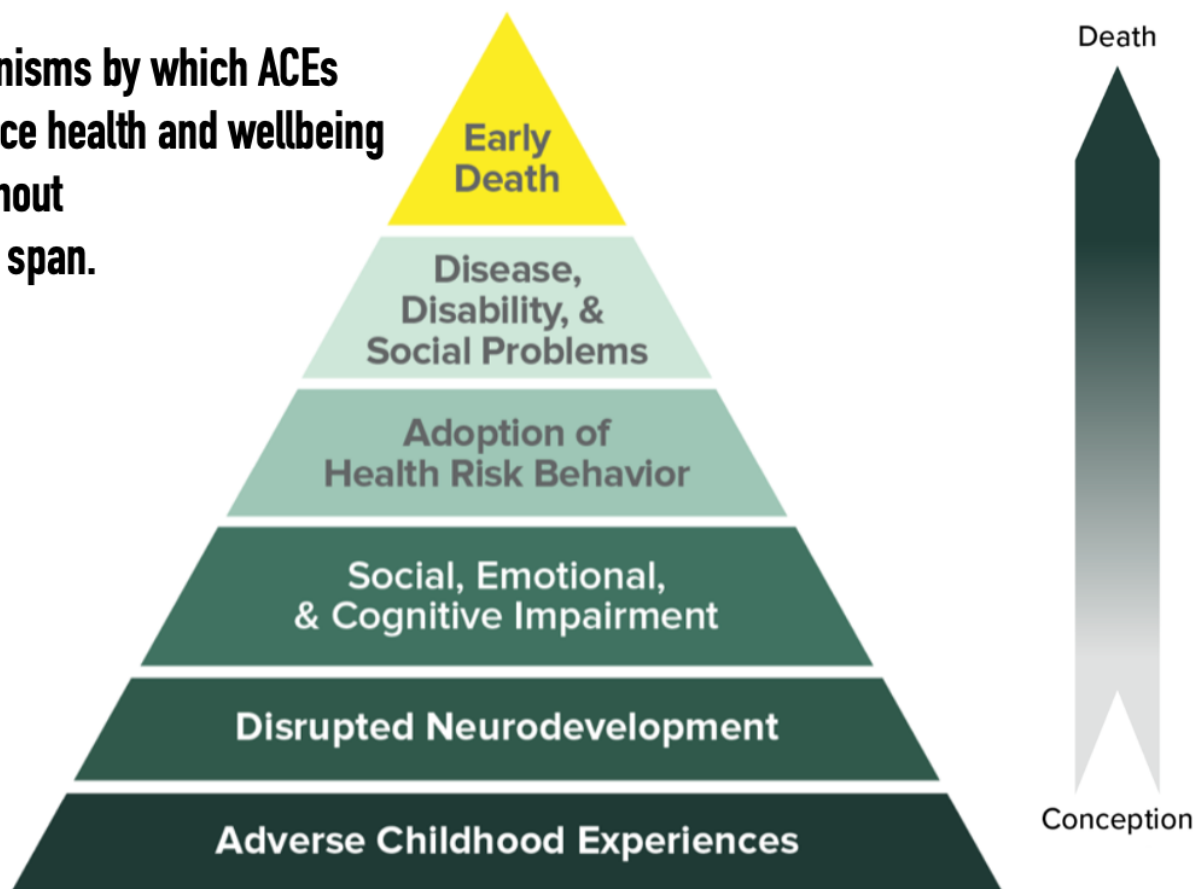 nisms by which ACEs
ce health and wellbeing
hout
span.
Early
Death
Disease,
Disability, &
Social Problems
Adoption of
Health Risk Behavior
Social, Emotional,
& Cognitive Impairment
Disrupted Neurodevelopment
Adverse Childhood Experiences
Death
Conception